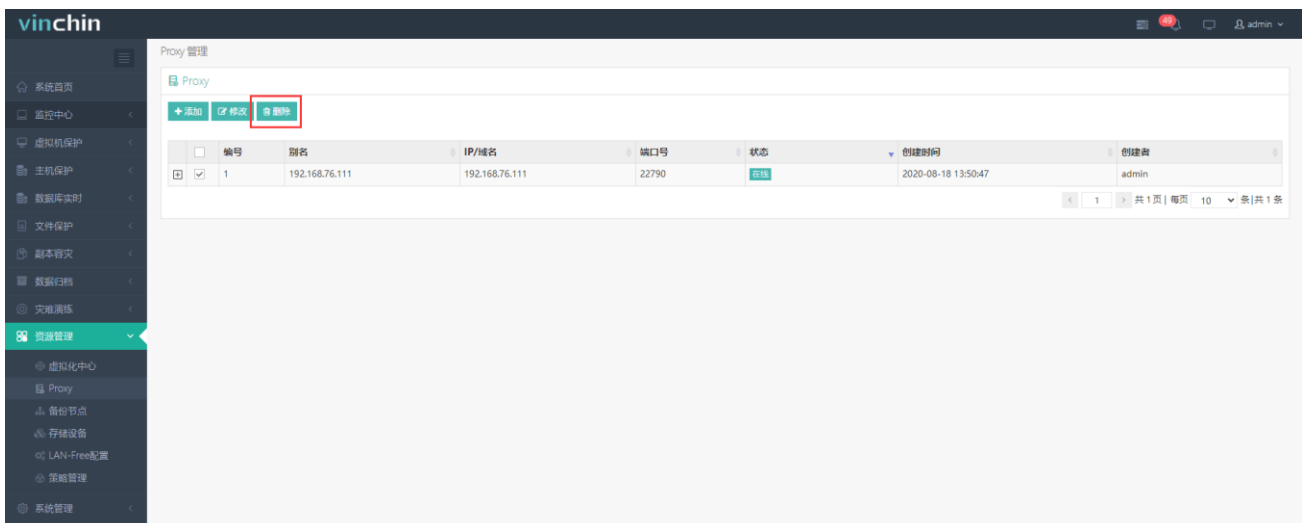 vinchin
49
admin
Proxy 管理
Proxy
添加 修改 删除
编号 别名 IP/域名 端口号 状态 创建时间 创建者
1 192.168.76.111 192.168.76.111 22790 在线 2020-08-18 13:50:47 admin
1 共 1 页 | 每页 10 条 | 共 1 条
系统首页
监控中心
虚拟机保护
主机保护
数据库实时
文件保护
副本容灾
数据归档
灾难演练
资源管理
虚拟化中心
Proxy
备份节点
存储设备
LAN-Free配置
策略管理
系统管理